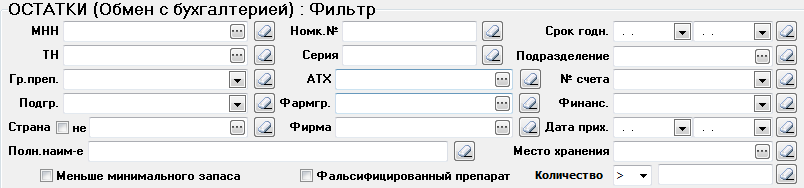 ОСТАТКИ (Обмен с бухгалтерией) : Фильтр
МНН ... Номк.№ Срок годн. . . . .
ТН ... Серия Подразделение ...
Гр.преп. АТХ ... № счета
Подгр. Фармгр. ... Финанс.
Страна не ... Фирма ... Дата прих. . . . .
Полн.наим-е Место хранения ...
Меньше минимального запаса Фальсифицированный препарат Количество >